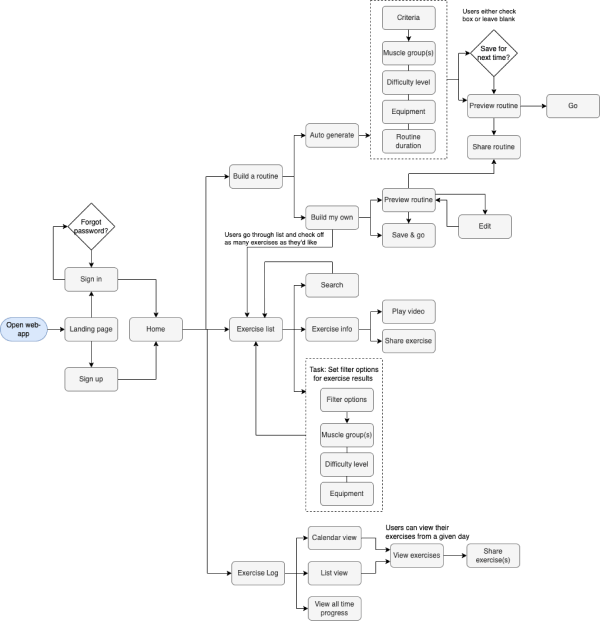 Users either check
box or leave blank
Criteria
Muscle group(s)
Difficulty level
Equipment
Routine
duration
Save for
next time?
Preview routine
Go
Share routine
Auto generate
Build a routine
Build my own
Preview routine
Save & go
Edit
Users go through list and check off
as many exercises as they'd like
Forgot
password?
Sign in
Open web-
app
Landing page
Home
Sign up
Exercise list
Search
Exercise info
Play video
Share exercise
Task: Set filter options
for exercise results
Filter options
Muscle group(s)
Difficulty level
Equipment
Exercise Log
Calendar view
List view
View all time
progress
Users can view their
exercises from a given day
View exercises
Share
exercise(s)